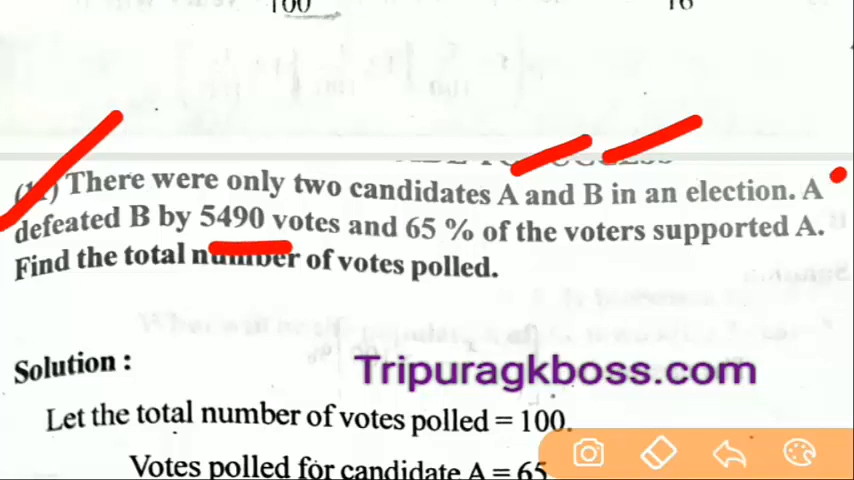 100
16
There were only two candidates A and B in an election. A
defeated B by 5490 votes and 65 % of the voters supported A.
Find the total number of votes polled.
Solution :
Tripuragkboss.com
Let the total number of votes polled = 100.
Votes polled for candidate A = 65